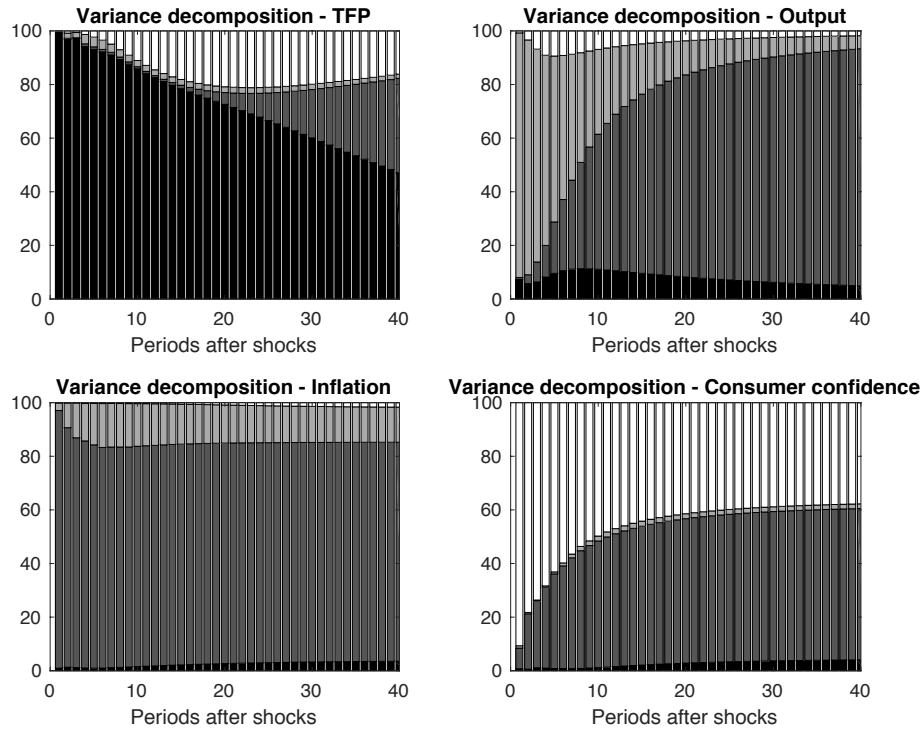 Variance decomposition - TFP
100
80
60
40
20
0
0 10 20 30 40
Periods after shocks
Variance decomposition - Output
100
80
60
40
20
0
0 10 20 30 40
Periods after shocks
Variance decomposition - Inflation
100
80
60
40
20
0
0 10 20 30 40
Periods after shocks
Variance decomposition - Consumer confidence
100
80
60
40
20
0
0 10 20 30 40
Periods after shocks